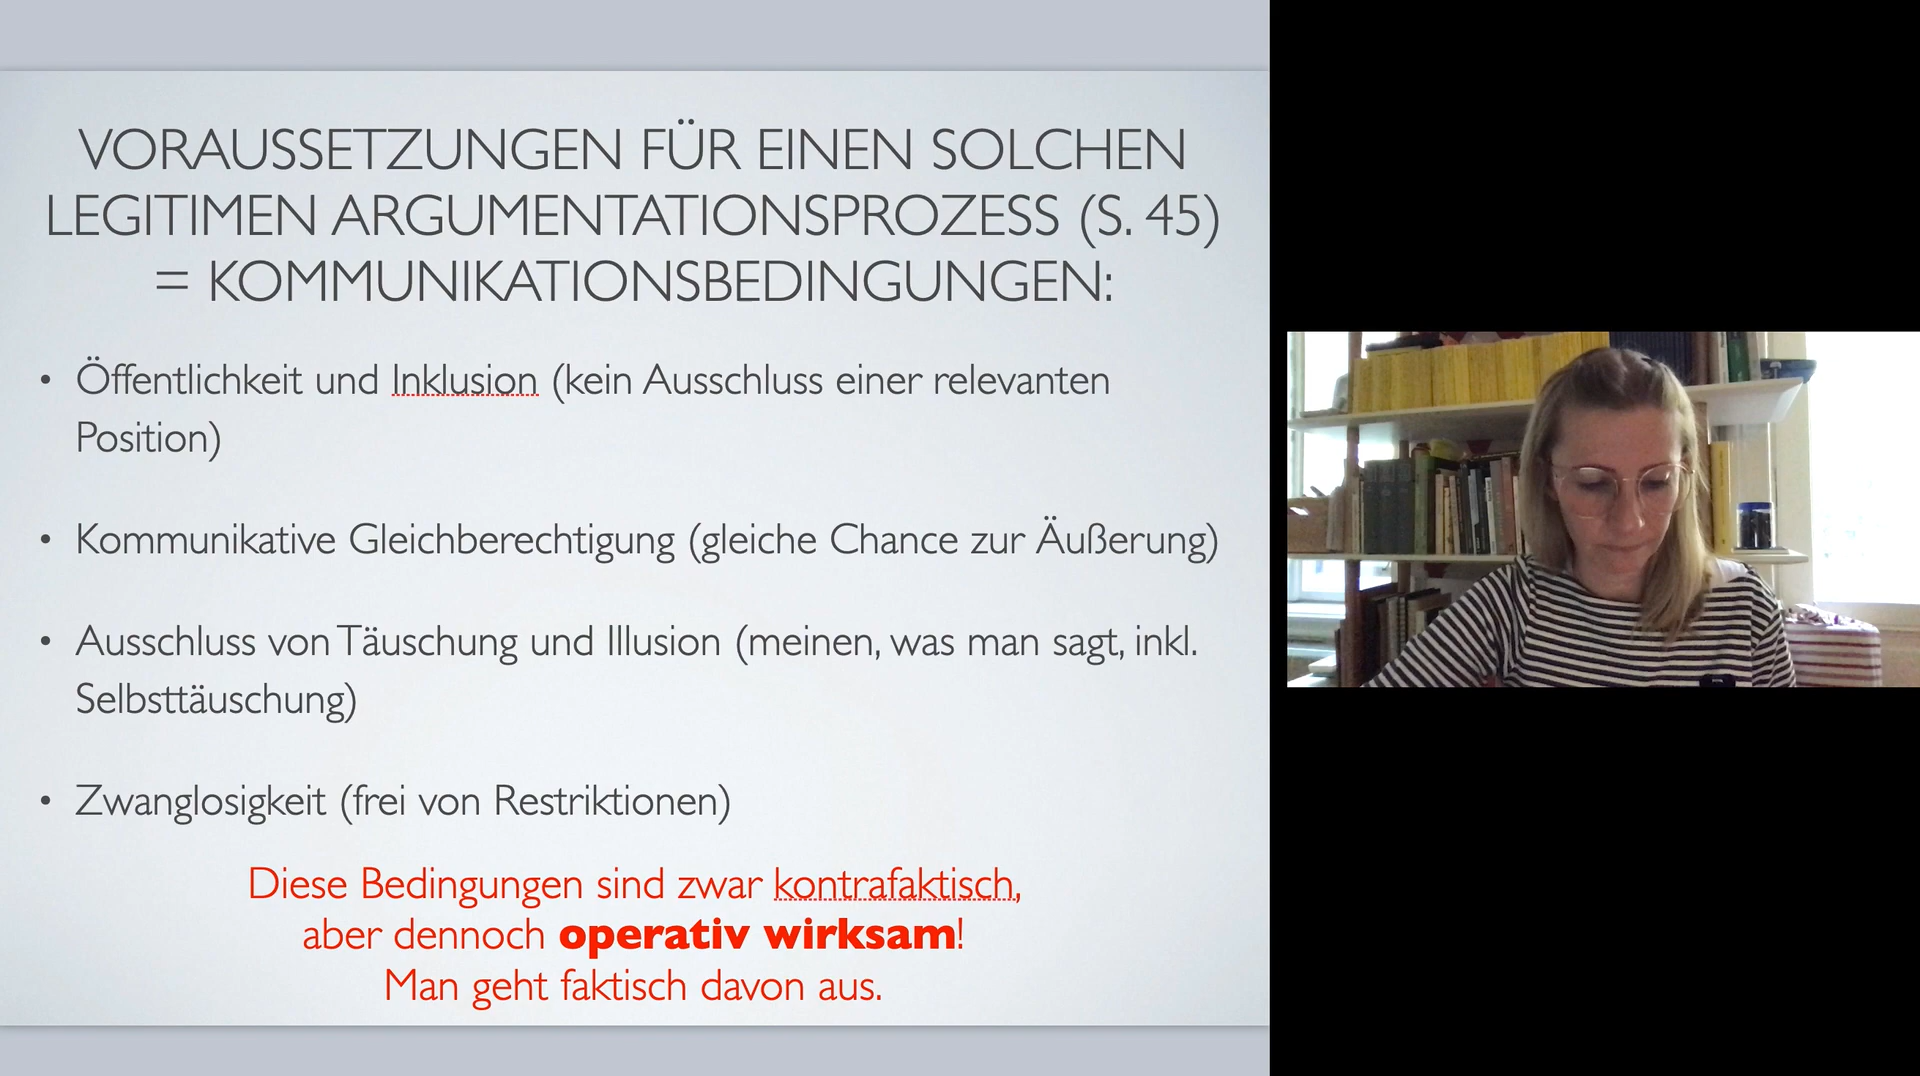 VORAUSSETZUNGEN FÜR EINEN SOLCHEN
LEGITIMEN ARGUMENTATIONSPROZESS (S. 45)
= KOMMUNIKATIONSBEDINGUNGEN:
• Öffentlichkeit und Inklusion (kein Ausschluss einer relevanten
Position)
• Kommunikative Gleichberechtigung (gleiche Chance zur Äußerung)
• Ausschluss von Täuschung und Illusion (meinen, was man sagt, inkl.
Selbsttäuschung)
• Zwanglosigkeit (frei von Restriktionen)
Diese Bedingungen sind zwar kontrafaktisch,
aber dennoch operativ wirksam!
Man geht faktisch davon aus.